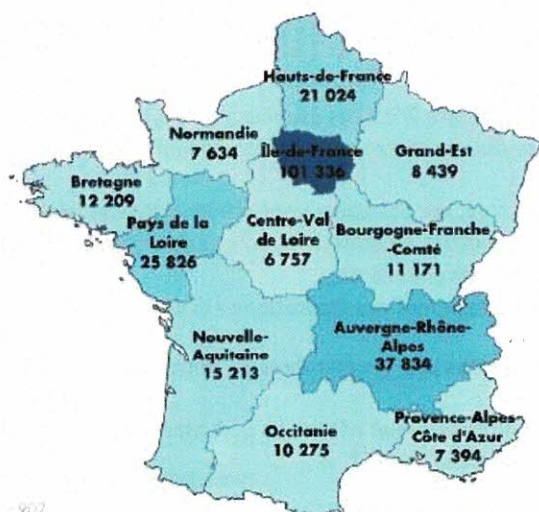 Hauts-de-France
21 024
Normandie
7 634
Île-de-France
101 336
Grand-Est
8 439
Bretagne
12 209
Pays de la
Loire
25 826
Centre-Val
de Loire
6 757
Bourgogne-Franche
-Comté
11 171
Nouvelle-
Aquitaine
15 213
Auvergne-Rhône-
Alpes
37 834
Occitanie
10 275
Provence-Alpes-
Côte d'Azur
7 394